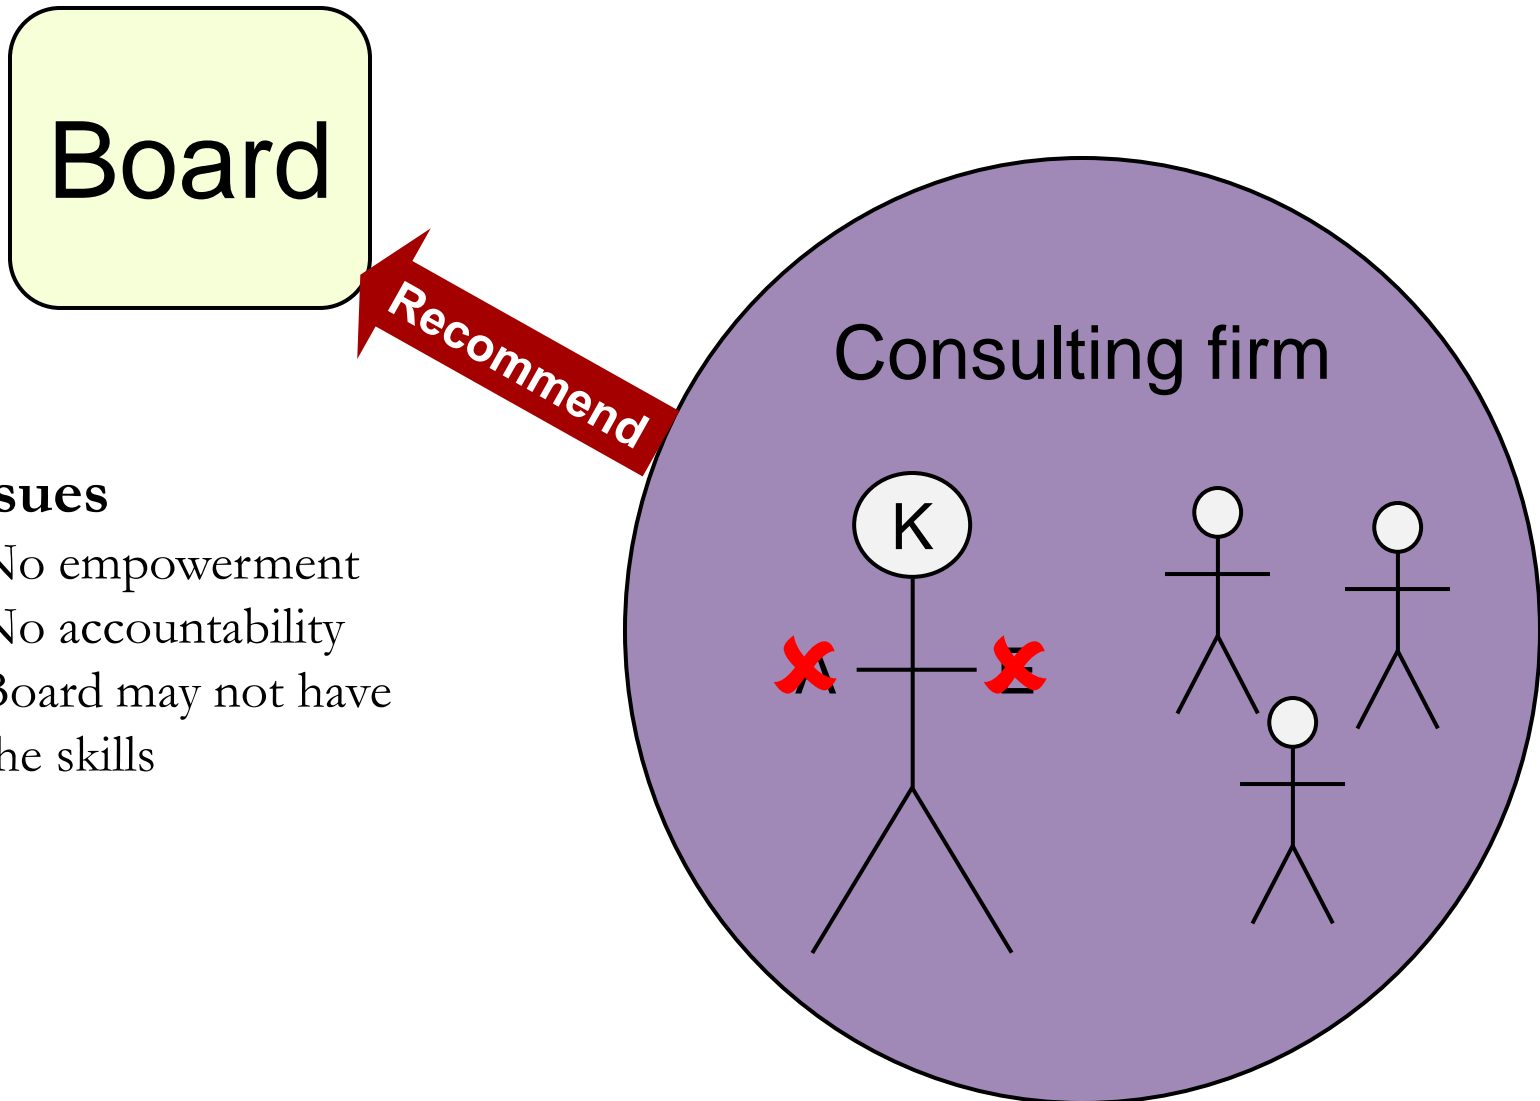 Board
Recommend
Consulting firm
K
A
E
sues
No empowerment
No accountability
Board may not have
he skills